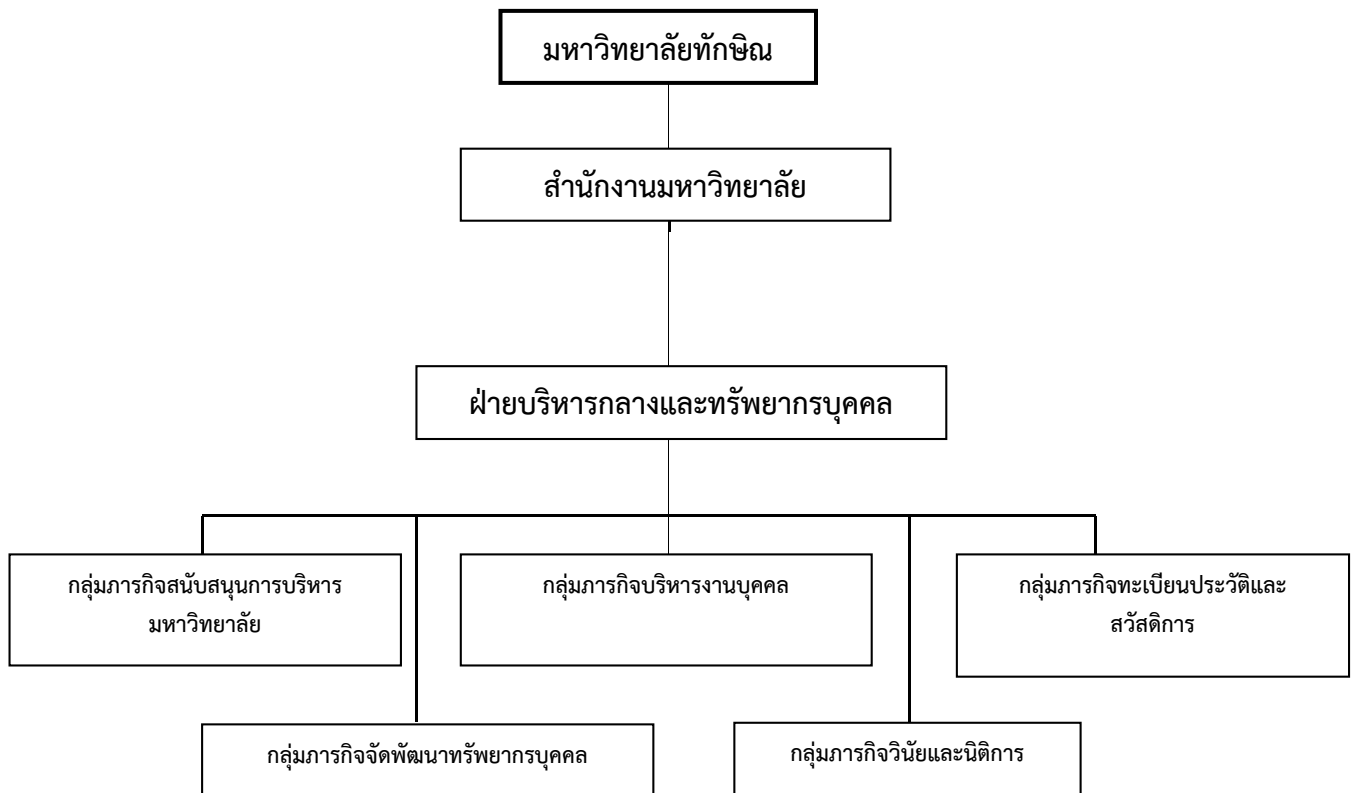 มหาวิทยาลัยทักษิณ
สำนักงานมหาวิทยาลัย
ฝ่ายบริหารกลางและทรัพยากรบุคคล
กลุ่มภารกิจสนับสนุนการบริหาร
มหาวิทยาลัย
กลุ่มภารกิจบริหารงานบุคคล
กลุ่มภารกิจทะเบียนประวัติและ
สวัสดิการ
กลุ่มภารกิจจัดพัฒนาทรัพยากรบุคคล
กลุ่มภารกิจวินัยและนิติการ